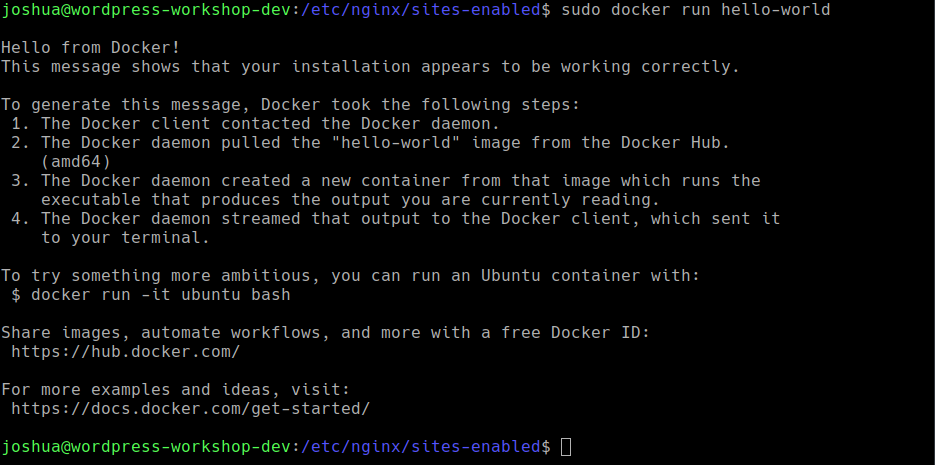 joshua@wordpress-workshop-dev:/etc/nginx/sites-enabled$ sudo docker run hello-world
Hello from Docker!
This message shows that your installation appears to be working correctly.
To generate this message, Docker took the following steps:
1. The Docker client contacted the Docker daemon.
2. The Docker daemon pulled the "hello-world" image from the Docker Hub.
(amd64)
3. The Docker daemon created a new container from that image which runs the
executable that produces the output you are currently reading.
4. The Docker daemon streamed that output to the Docker client, which sent it
to your terminal.
To try something more ambitious, you can run an Ubuntu container with:
$ docker run -it ubuntu bash
Share images, automate workflows, and more with a free Docker ID:
https://hub.docker.com/
For more examples and ideas, visit:
https://docs.docker.com/get-started/
joshua@wordpress-workshop-dev:/etc/nginx/sites-enabled$